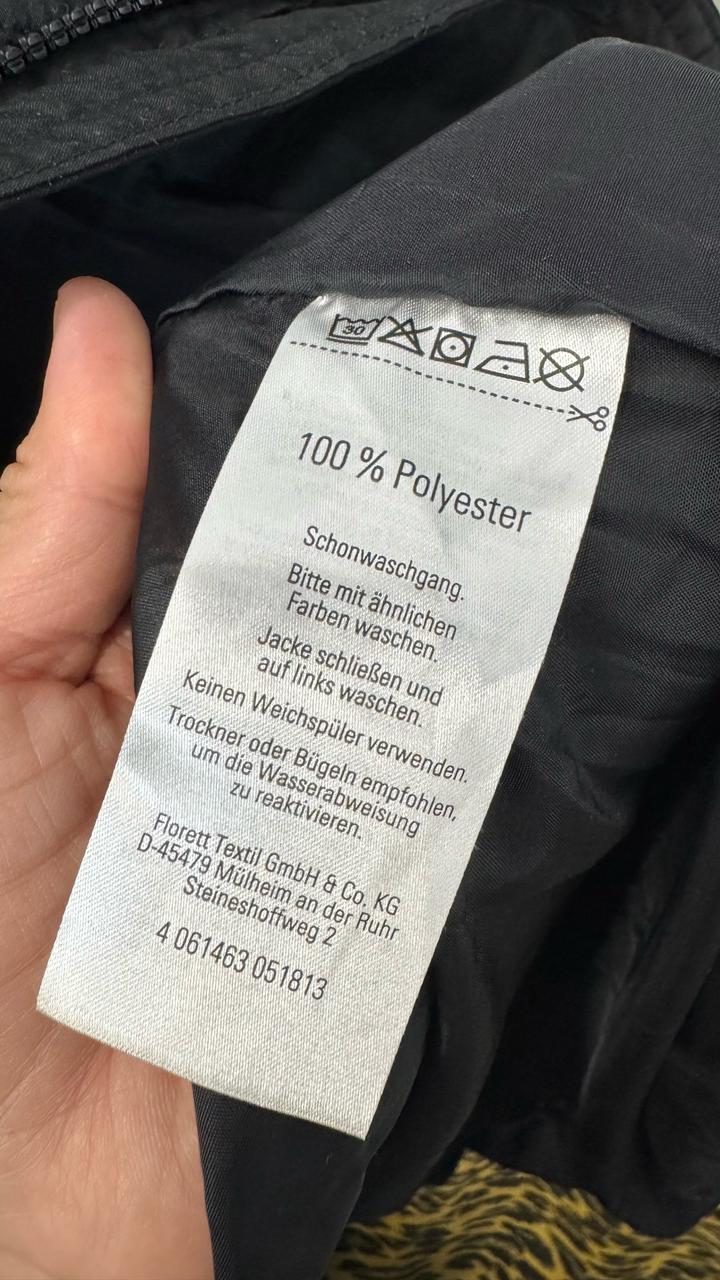 30
100 % Polyester
Schonwaschgang.
Bitte mit ähnlichen
Farben waschen.
Jacke schließen und
auf links waschen.
Keinen Weichspüler verwenden.
Trockner oder Bügeln empfohlen,
um die Wasserabweisung
zu reaktivieren.
Florett Textil GmbH & Co. KG
D-45479 Mülheim an der Ruhr
Steineshoffweg 2
4 061463 051813